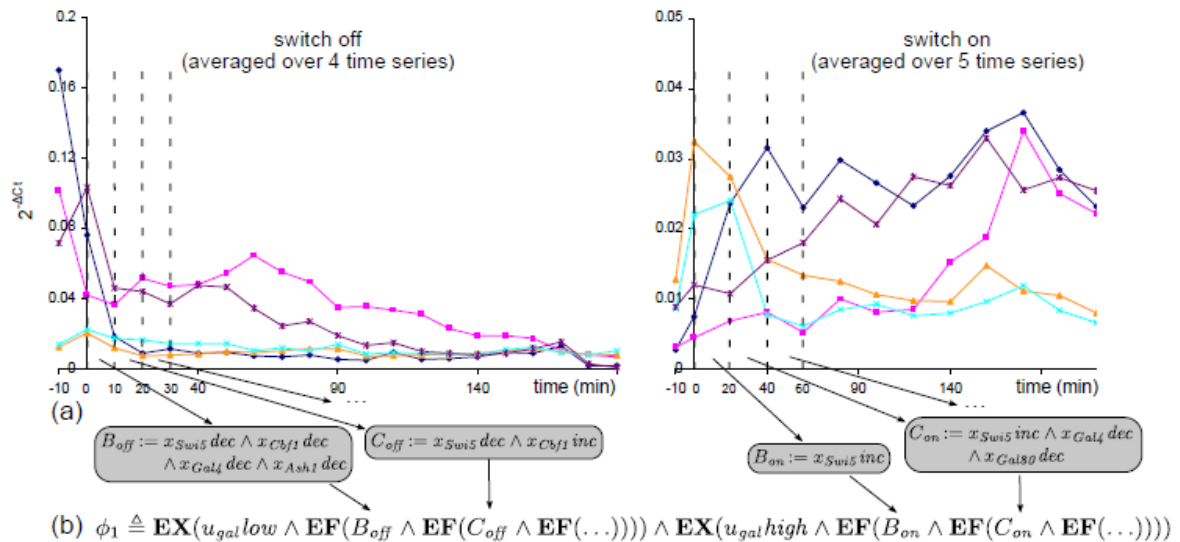 0.2
0.16
0.12
0.08
0.04
0
2^-ΔCt
switch off
(averaged over 4 time series)
-10 0 10 20 30 90 140 time (min)
0.05
0.04
0.03
0.02
0.01
0
switch on
(averaged over 5 time series)
-10 0 20 40 60 140 time (min)
(a)
...
...
B_off := x_Swi5 dec ∧ x_Cbf1 dec
∧ x_Gal4 dec ∧ x_Ash1 dec
C_off := x_Swi5 dec ∧ x_Cbf1 inc
B_on := x_Swi5 inc
C_on := x_Swi5 inc ∧ x_Gal4 dec
∧ x_Gal80 dec
(b) ϕ_1 ≜ EX(u_gal low ∧ EF(B_off ∧ EF(C_off ∧ EF(...)))) ∧ EX(u_gal high ∧ EF(B_on ∧ EF(C_on ∧ EF(...))))